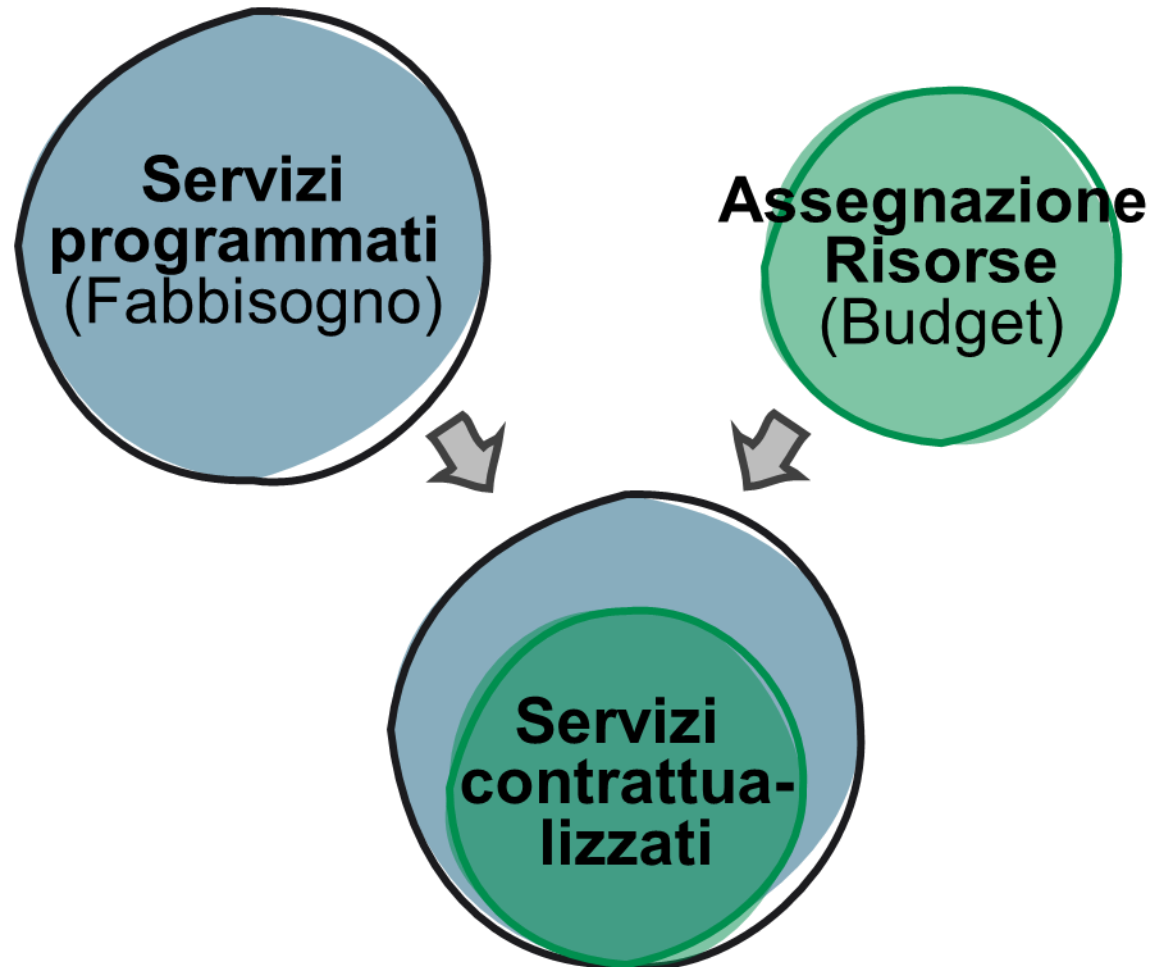 Servizi
programmati
(Fabbisogno)
Assegnazione
Risorse
(Budget)
Servizi
contrattua-
lizzati